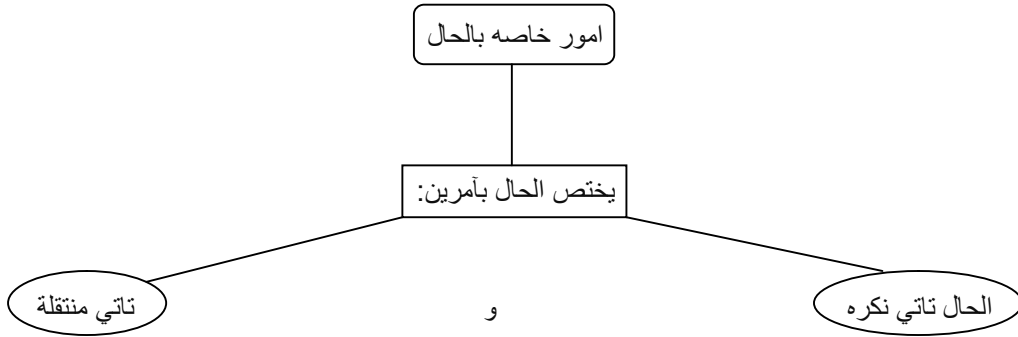 امور خاصه بالحال
يختص الحال بآمرين:
الحال تاتي نكره
و
تاتي منتقلة